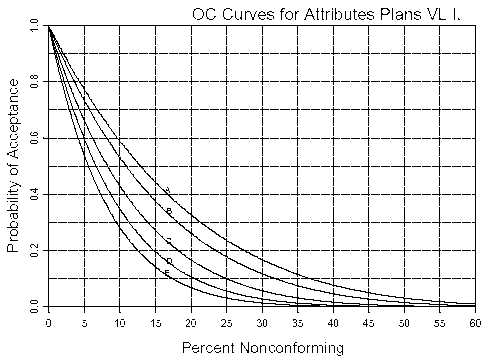 OC Curves for Attributes Plans VL I.
Probability of Acceptance
1.0
0.8
0.6
0.4
0.2
0.0
A
B
C
D
E
0 5 10 15 20 25 30 35 40 45 50 55 60
Percent Nonconforming